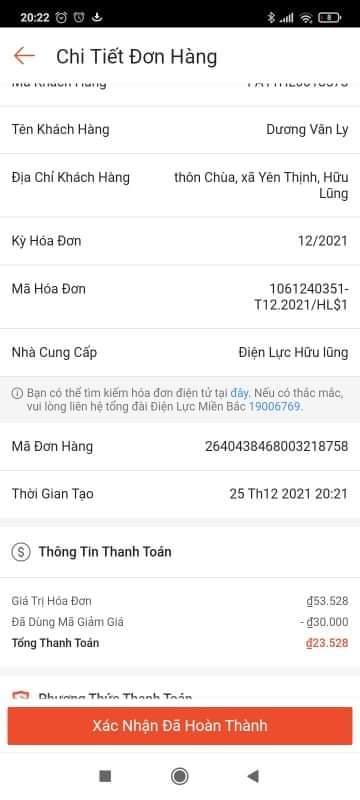 20:22
8
Chi Tiết Đơn Hàng
Mã Khách Hàng
Tên Khách Hàng Dương Văn Ly
Địa Chỉ Khách Hàng thôn Chùa, xã Yên Thịnh, Hữu
Lũng
Kỳ Hóa Đơn 12/2021
Mã Hóa Đơn 1061240351-
T12.2021/HL$1
Nhà Cung Cấp Điện Lực Hữu lũng
Bạn có thể tìm kiếm hóa đơn điện tử tại đây. Nếu có thắc mắc,
vui lòng liên hệ tổng đài Điện Lực Miền Bắc 19006769.
Mã Đơn Hàng 2640438468003218758
Thời Gian Tạo 25 Th12 2021 20:21
Thông Tin Thanh Toán
Giá Trị Hóa Đơn ₫53.528
Đã Dùng Mã Giảm Giá - ₫30.000
Tổng Thanh Toán ₫23.528
Phương Thức Thanh Toán
Xác Nhận Đã Hoàn Thành